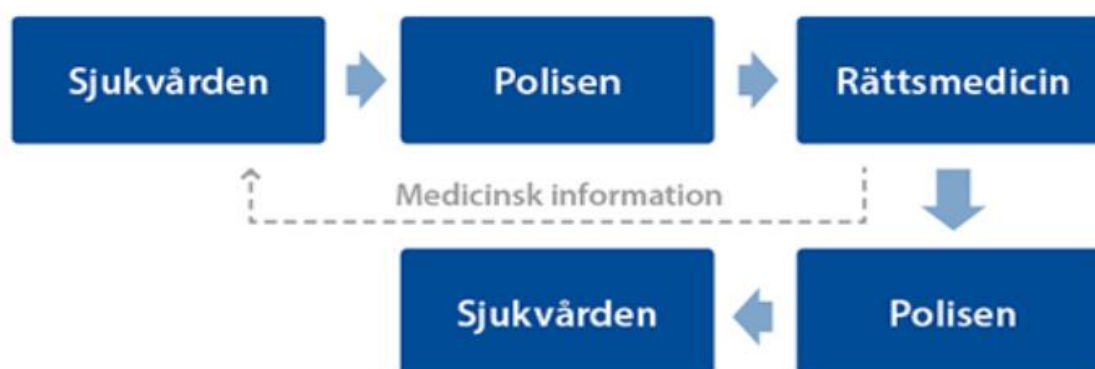 Sjukvården
Polisen
Rättsmedicin
Medicinsk information
Sjukvården
Polisen